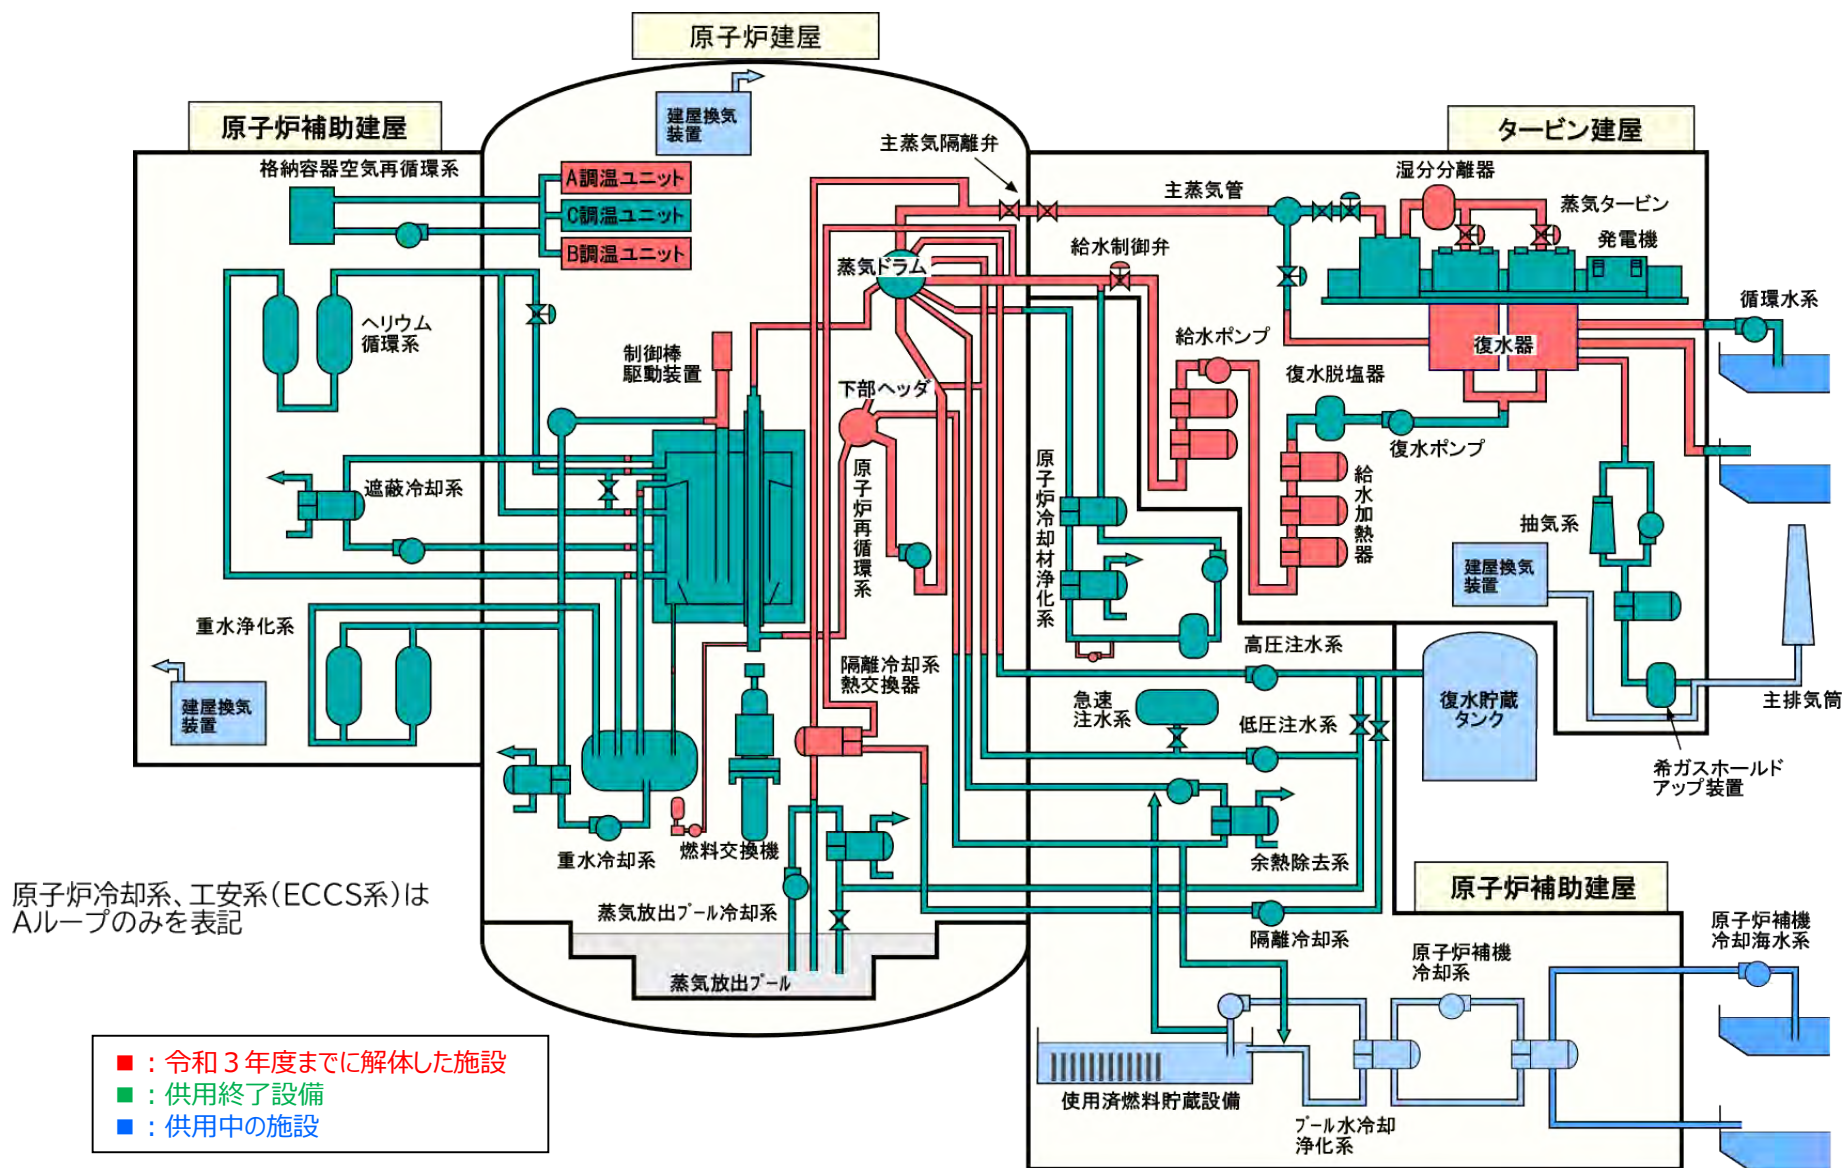 原子炉建屋
原子炉補助建屋
タービン建屋
建屋換気
装置
格納容器空気再循環系
A調温ユニット
C調温ユニット
B調温ユニット
主蒸気隔離弁
主蒸気管
湿分分離器
蒸気タービン
発電機
給水制御弁
蒸気ドラム
ヘリウム
循環系
制御棒
駆動装置
下部ヘッダ
給水ポンプ
復水脱塩器
復水器
循環水系
復水ポンプ
遮蔽冷却系
原子炉再循環系
原子炉冷却材浄化系
給水加熱器
抽気系
建屋換気
装置
重水浄化系
建屋換気
装置
隔離冷却系
熱交換器
高圧注水系
急速
注水系
低圧注水系
復水貯蔵
タンク
主排気筒
希ガスホールド
アップ装置
重水冷却系
燃料交換機
余熱除去系
蒸気放出プール冷却系
隔離冷却系
蒸気放出プール
原子炉補助建屋
原子炉補機
冷却系
原子炉補機
冷却海水系
使用済燃料貯蔵設備
プール水冷却
浄化系
原子炉冷却系、工安系(ECCS系)は
Aループのみを表記
■：令和３年度までに解体した施設
■：供用終了設備
■：供用中の施設